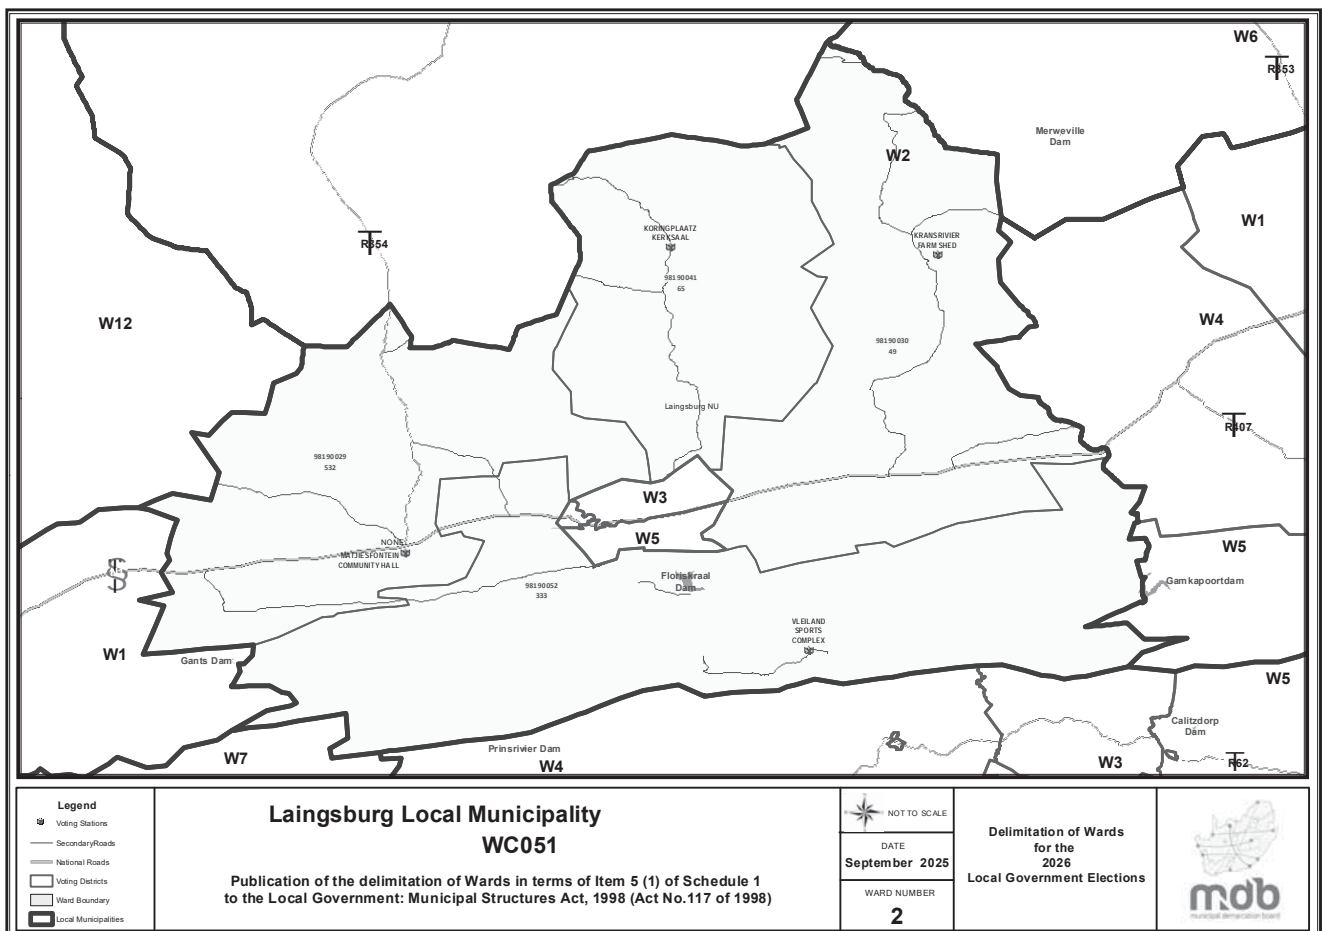 W6
R353
Merweville
Dam
W2
W1
KORINGPLAATZ
KERKSAAL
KRANSRIVIER
FARM SHED
R354
98190041
65
W12
W4
98190030
49
Laingsburg NU
R407
98190029
532
W3
W5
NONE
MATJIESFONTEIN
COMMUNITY HALL
W5
Floriskraal
Dam
Gamkapoortdam
98190052
333
VLEILAND
SPORTS
COMPLEX
W1
Gants Dam
W5
Calitzdorp
Dam
Prinsrivier Dam
W7
W4
W3
R62
Legend
Voting Stations
SecondaryRoads
National Roads
Voting Districts
Ward Boundary
Local Municipalities
Laingsburg Local Municipality
WC051
Publication of the delimitation of Wards in terms of Item 5 (1) of Schedule 1
to the Local Government: Municipal Structures Act, 1998 (Act No.117 of 1998)
NOT TO SCALE
DATE
September 2025
WARD NUMBER
2
Delimitation of Wards
for the
2026
Local Government Elections
mdb
municipal demarcation board